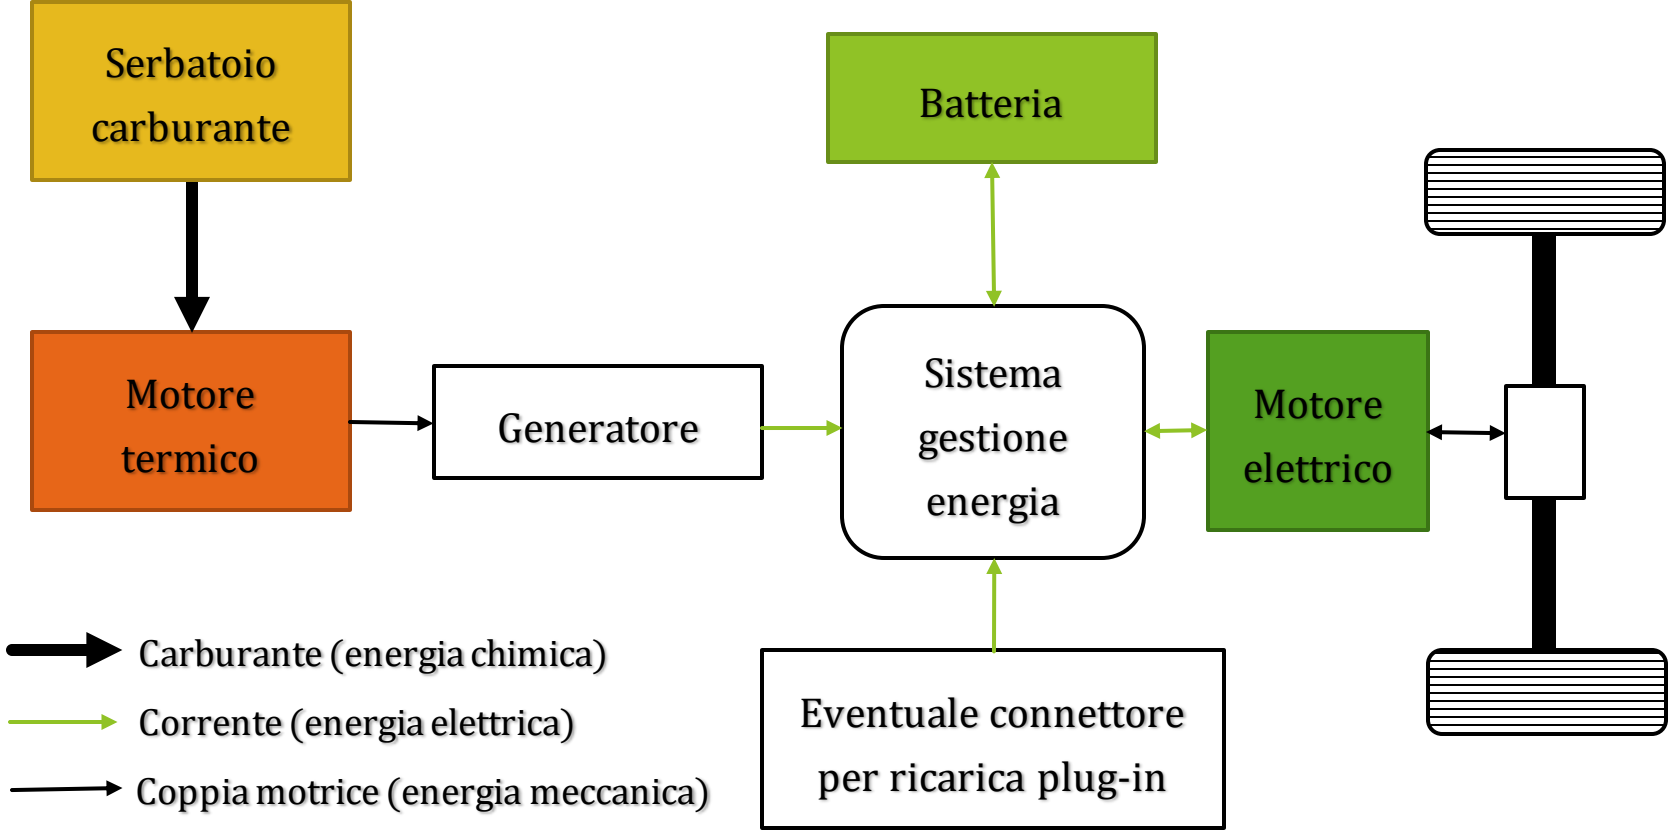 Serbatoio
carburante
Batteria
Motore
termico
Generatore
Sistema
gestione
energia
Motore
elettrico
Carburante (energia chimica)
Corrente (energia elettrica)
Coppia motrice (energia meccanica)
Eventuale connettore
per ricarica plug-in